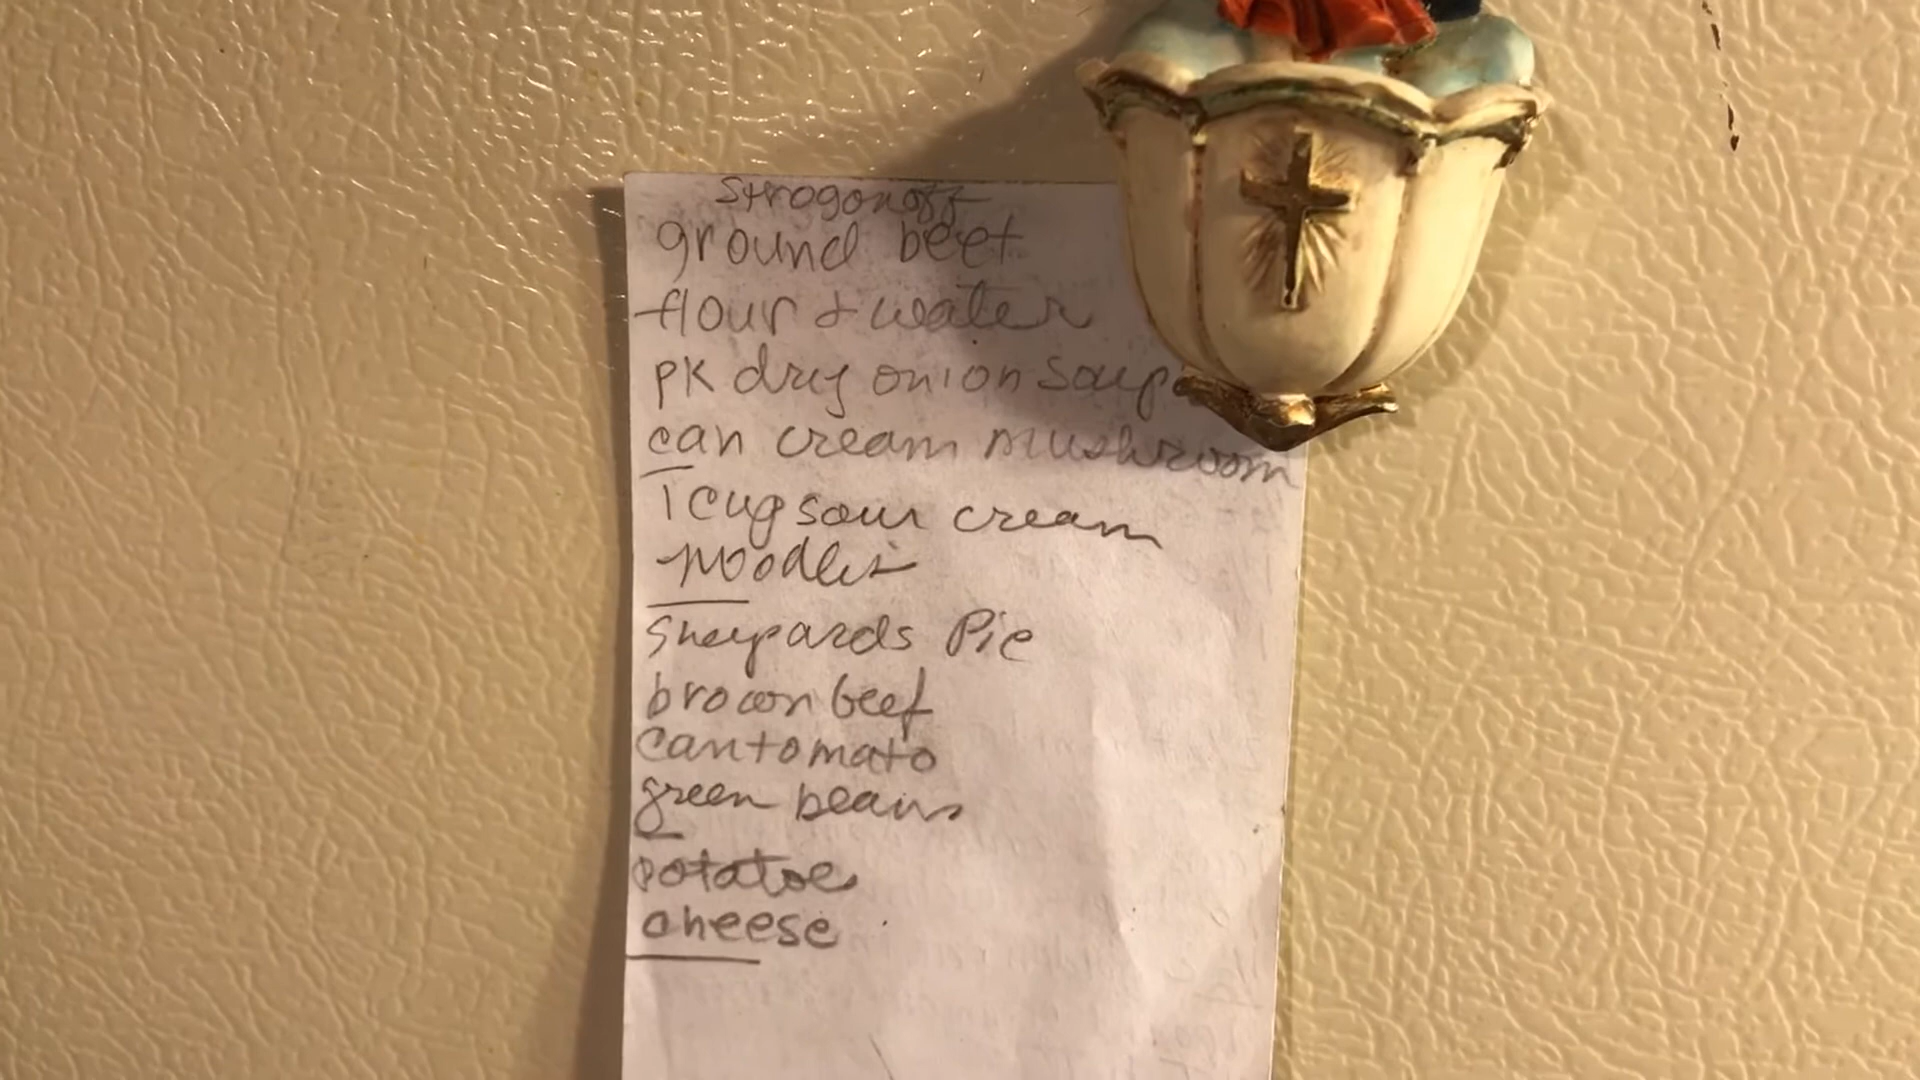 Strogonoff
ground beef
flour & water
pk dry onion soup
can cream mushroom
1 cup sour cream
noodles
Sheypards Pie
brown beef
can tomato
green beans
potatoe
cheese